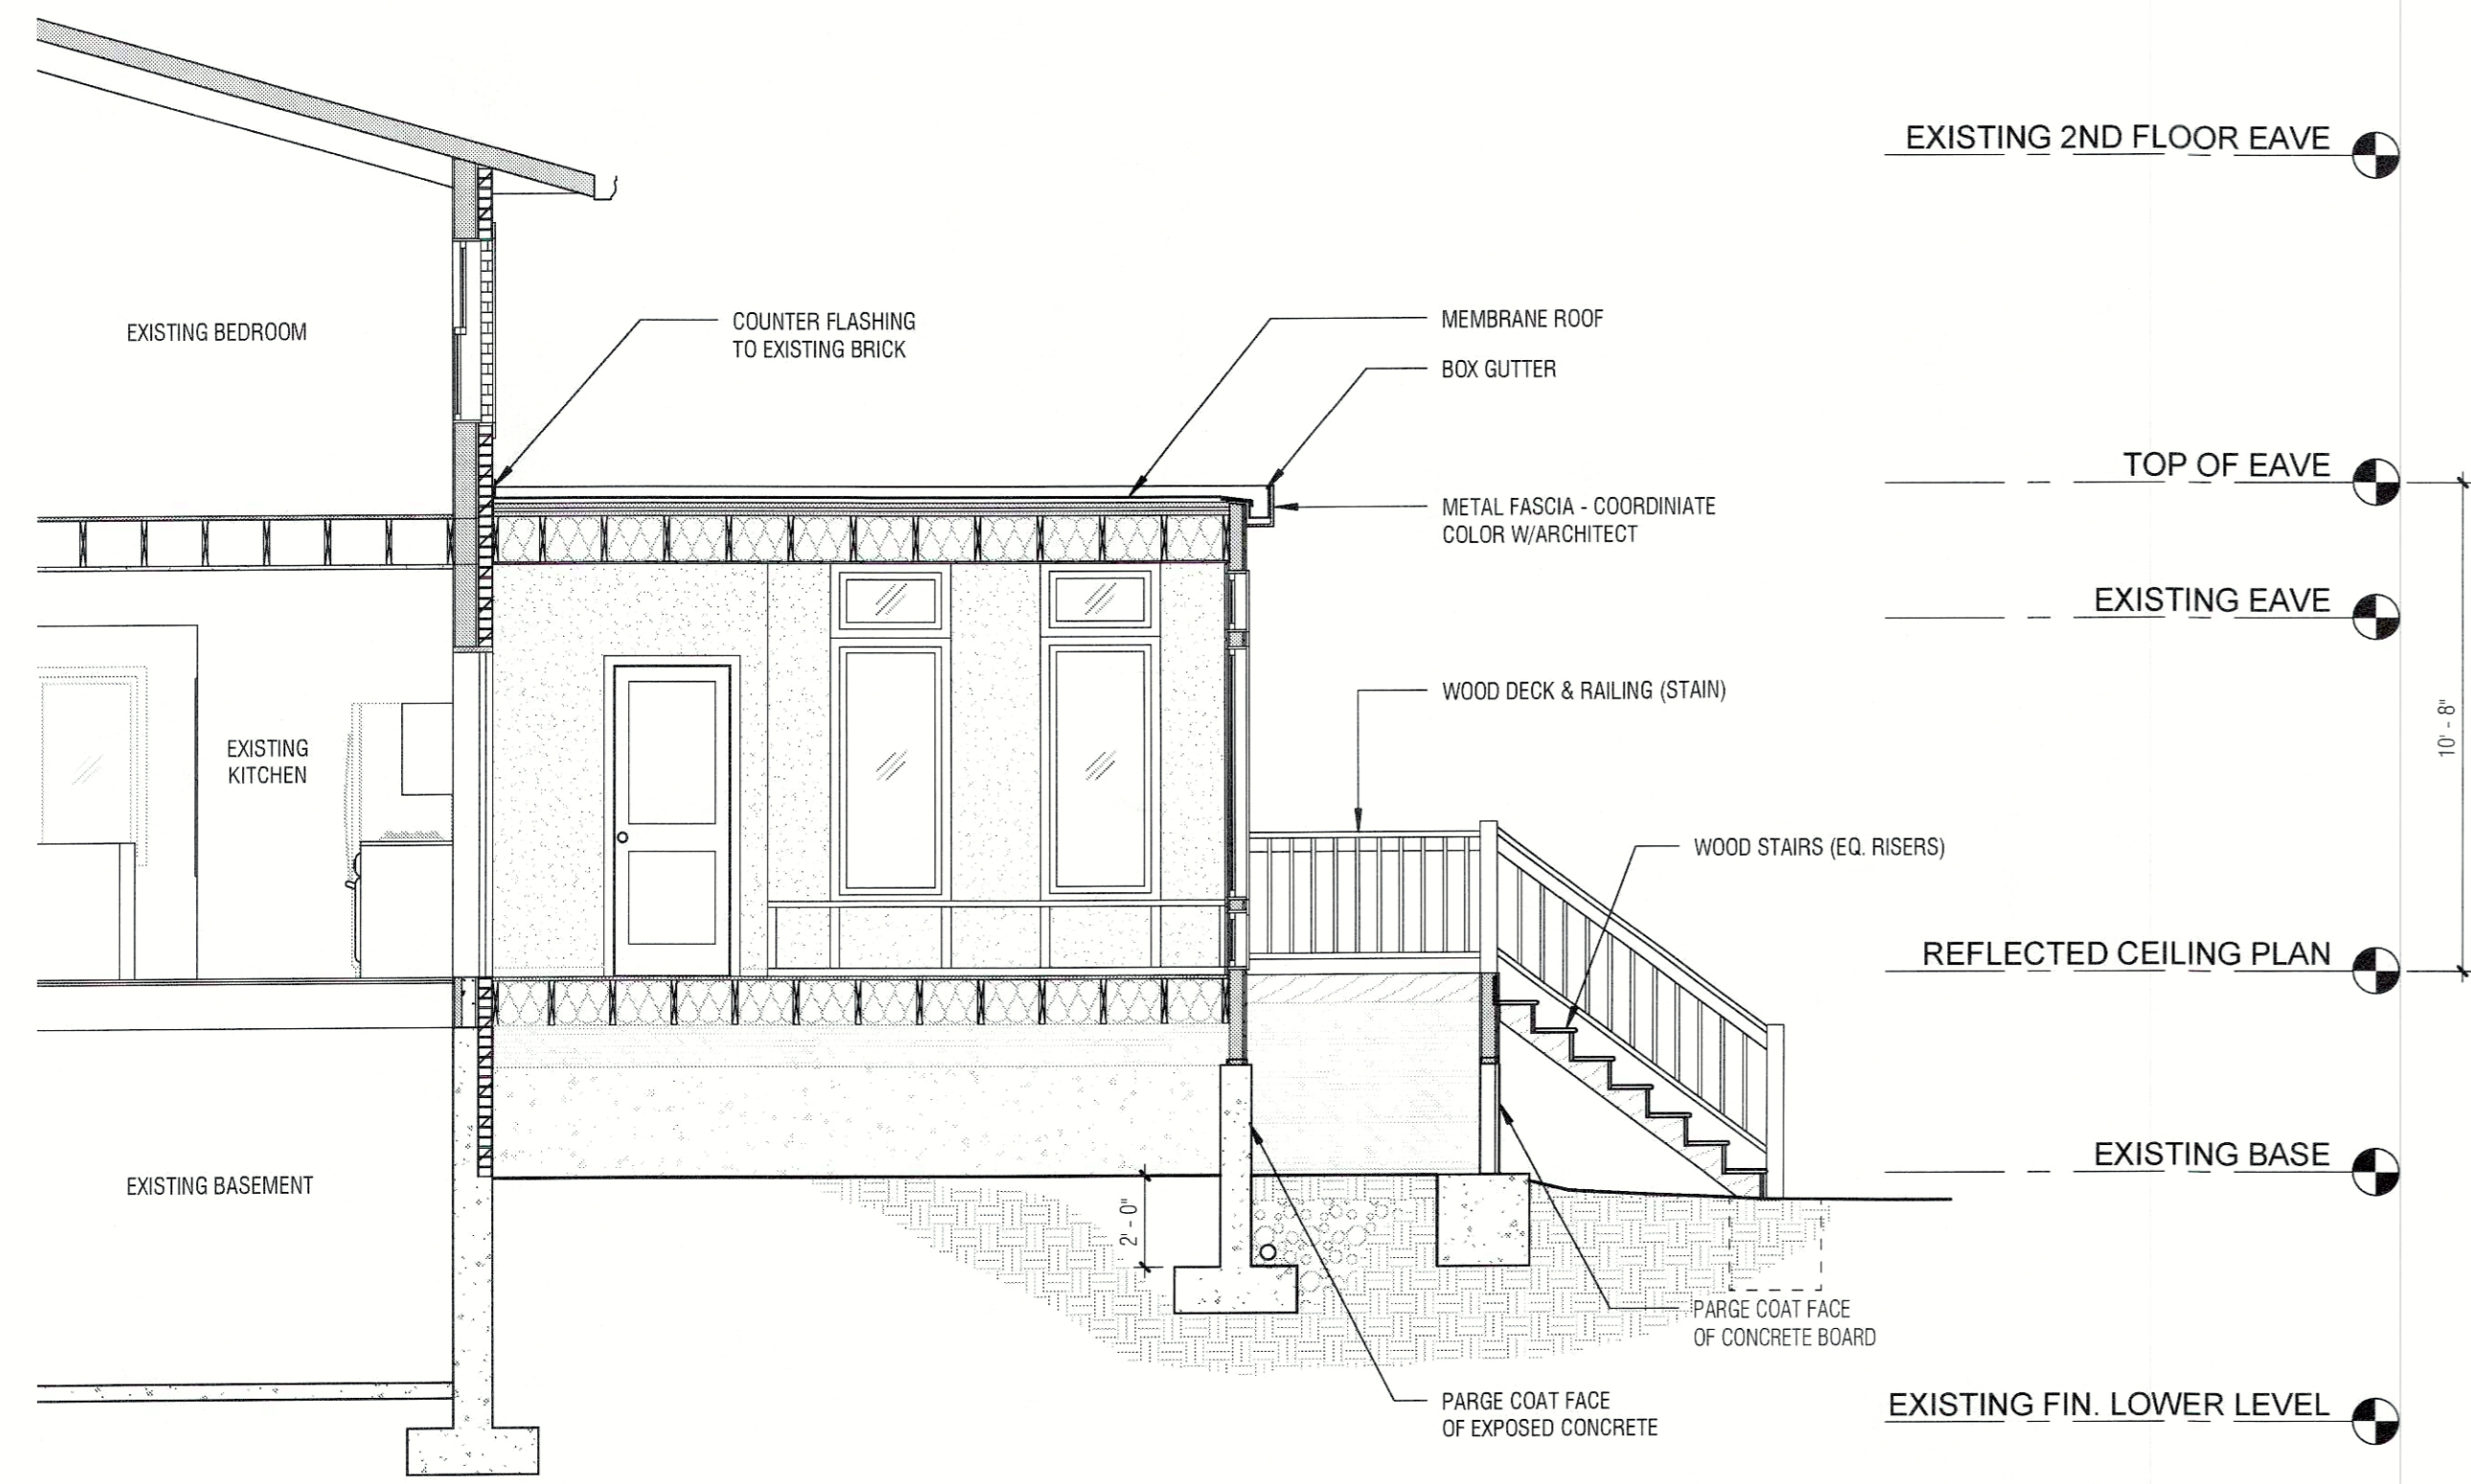 EXISTING 2ND FLOOR EAVE
EXISTING BEDROOM
COUNTER FLASHING
TO EXISTING BRICK
MEMBRANE ROOF
BOX GUTTER
TOP OF EAVE
METAL FASCIA - COORDINIATE
COLOR W/ARCHITECT
EXISTING EAVE
WOOD DECK & RAILING (STAIN)
10' - 8"
EXISTING
KITCHEN
WOOD STAIRS (EQ. RISERS)
REFLECTED CEILING PLAN
EXISTING BASE
EXISTING BASEMENT
2' - 0"
PARGE COAT FACE
OF CONCRETE BOARD
PARGE COAT FACE
OF EXPOSED CONCRETE
EXISTING FIN. LOWER LEVEL